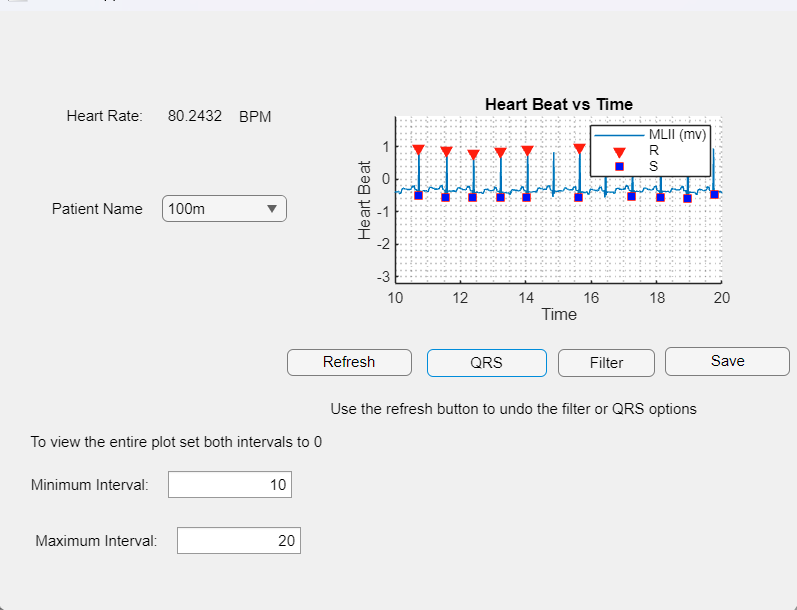 Heart Rate: 80.2432 BPM
Patient Name 100m
Heart Beat vs Time
MLII (mv)
R
S
Heart Beat
1
0
-1
-2
-3
10 12 14 16 18 20
Time
Refresh QRS Filter Save
Use the refresh button to undo the filter or QRS options
To view the entire plot set both intervals to 0
Minimum Interval: 10
Maximum Interval: 20